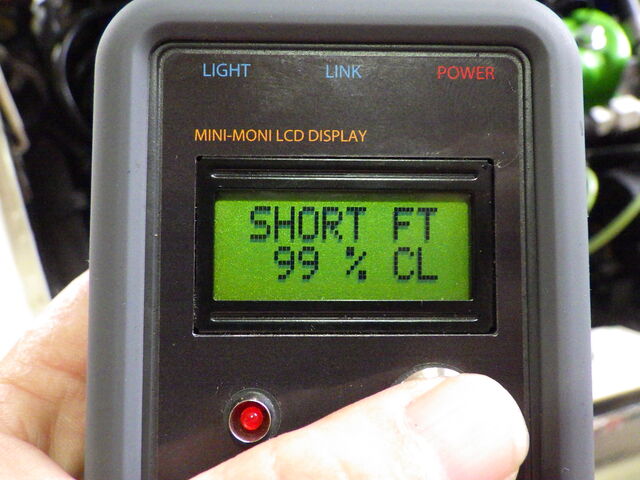 LIGHT LINK POWER
MINI-MONI LCD DISPLAY
SHORT FT
99 % CL